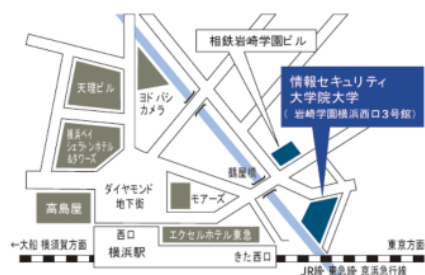 相鉄岩崎学園ビル
天理ビル
ヨドバシ
カメラ
情報セキュリティ
大学院大学
( 岩崎学園横浜西口3号館)
横浜ベイ
シェラトンホテル
&タワーズ
鶴屋橋
ダイヤモンド
地下街
モアーズ
高島屋
西口
横浜駅
エクセルホテル東急
きた西口
←大船 横須賀方面
東京方面
JR線・東急線・京浜急行線